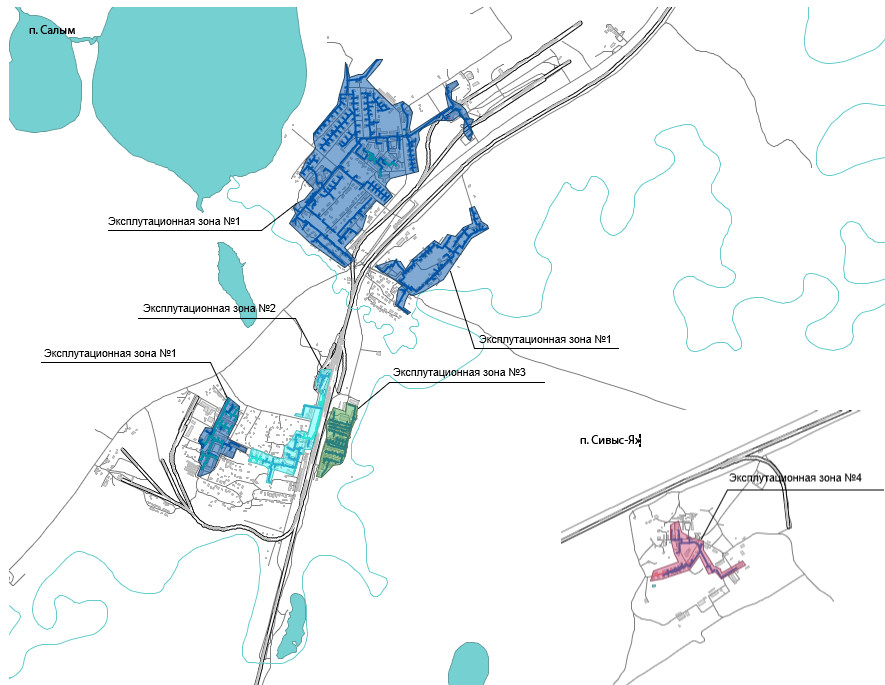 п. Салым
Эксплутационная зона №1
Эксплутационная зона №2
Эксплутационная зона №1
Эксплутационная зона №1
Эксплутационная зона №3
п. Сивыс-Ях
Эксплутационная зона №4